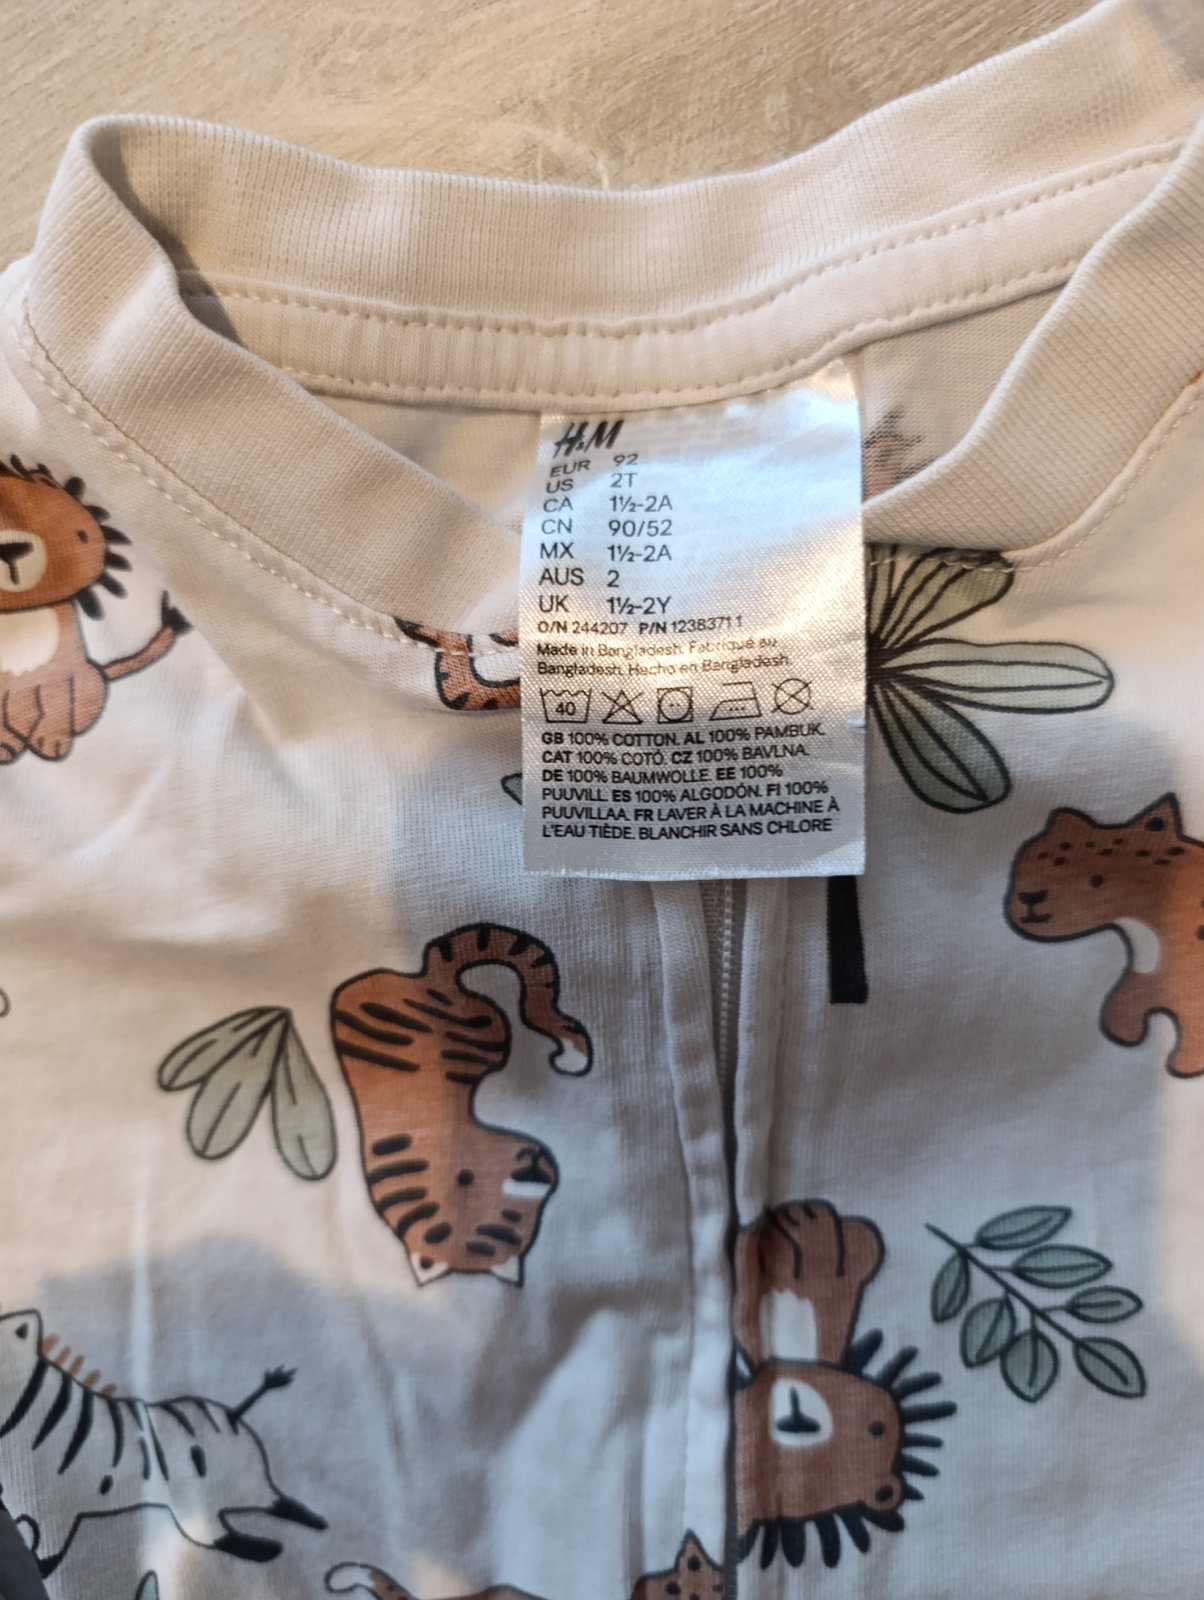 H&M
EUR 92
US 2T
CA 1½-2A
CN 90/52
MX 1½-2A
AUS 2
UK 1½-2Y
O/N 244207 P/N 1238371 1
Made in Bangladesh. Fabriqué au
Bangladesh. Hecho en Bangladesh.
40
GB 100% COTTON. AL 100% PAMBUK.
CAT 100% COTÓ. CZ 100% BAVLNA.
DE 100% BAUMWOLLE. EE 100%
PUUVILL. ES 100% ALGODÓN. FI 100%
PUUVILLAA. FR LAVER À LA MACHINE À
L'EAU TIÈDE. BLANCHIR SANS CHLORE